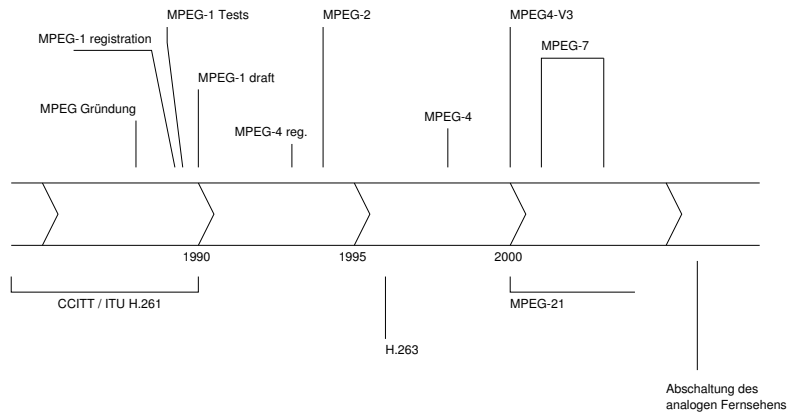 MPEG-1 Tests
MPEG-2
MPEG4-V3
MPEG-1 registration
MPEG-7
MPEG-1 draft
MPEG Gründung
MPEG-4
MPEG-4 reg.
1990
1995
2000
CCITT / ITU H.261
MPEG-21
H.263
Abschaltung des
analogen Fernsehens